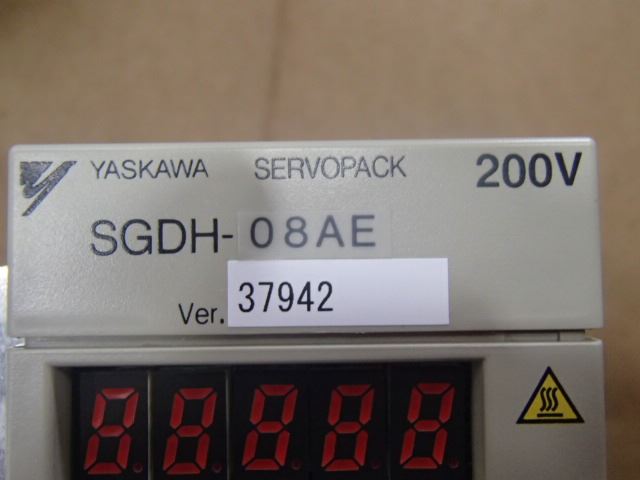 YASKAWA SERVOPACK 200V
SGDH-08AE
Ver. 37942